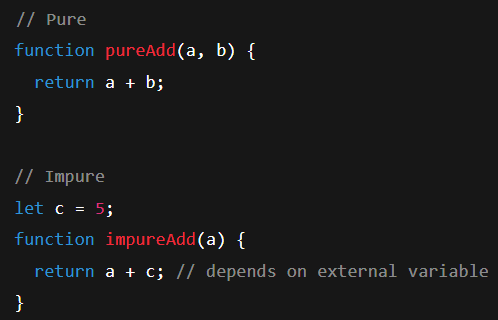 // Pure
function pureAdd(a, b) {
  return a + b;
}

// Impure
let c = 5;
function impureAdd(a) {
  return a + c; // depends on external variable
}